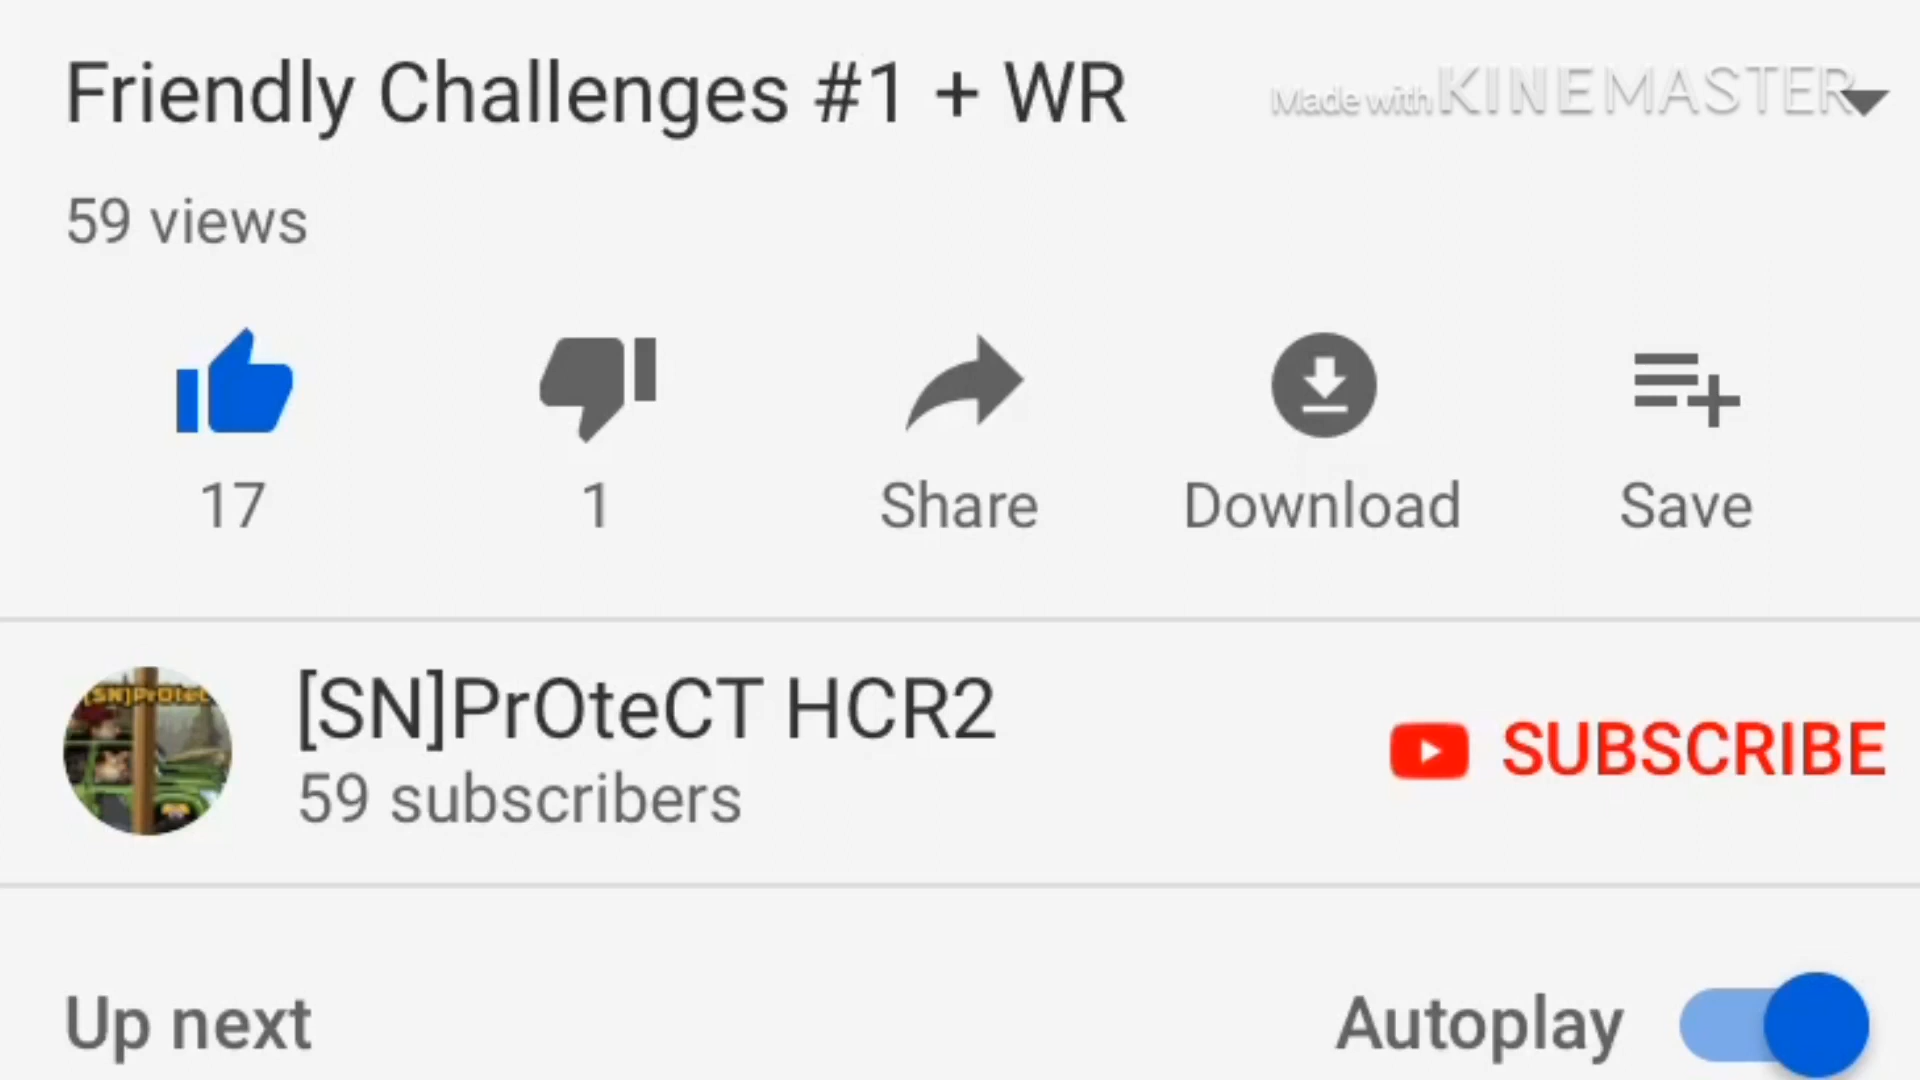 Friendly Challenges #1 + WR
Made with KINEMASTER
59 views
17
1
Share
Download
Save
[SN]PrOteCT HCR2
59 subscribers
SUBSCRIBE
Up next
Autoplay